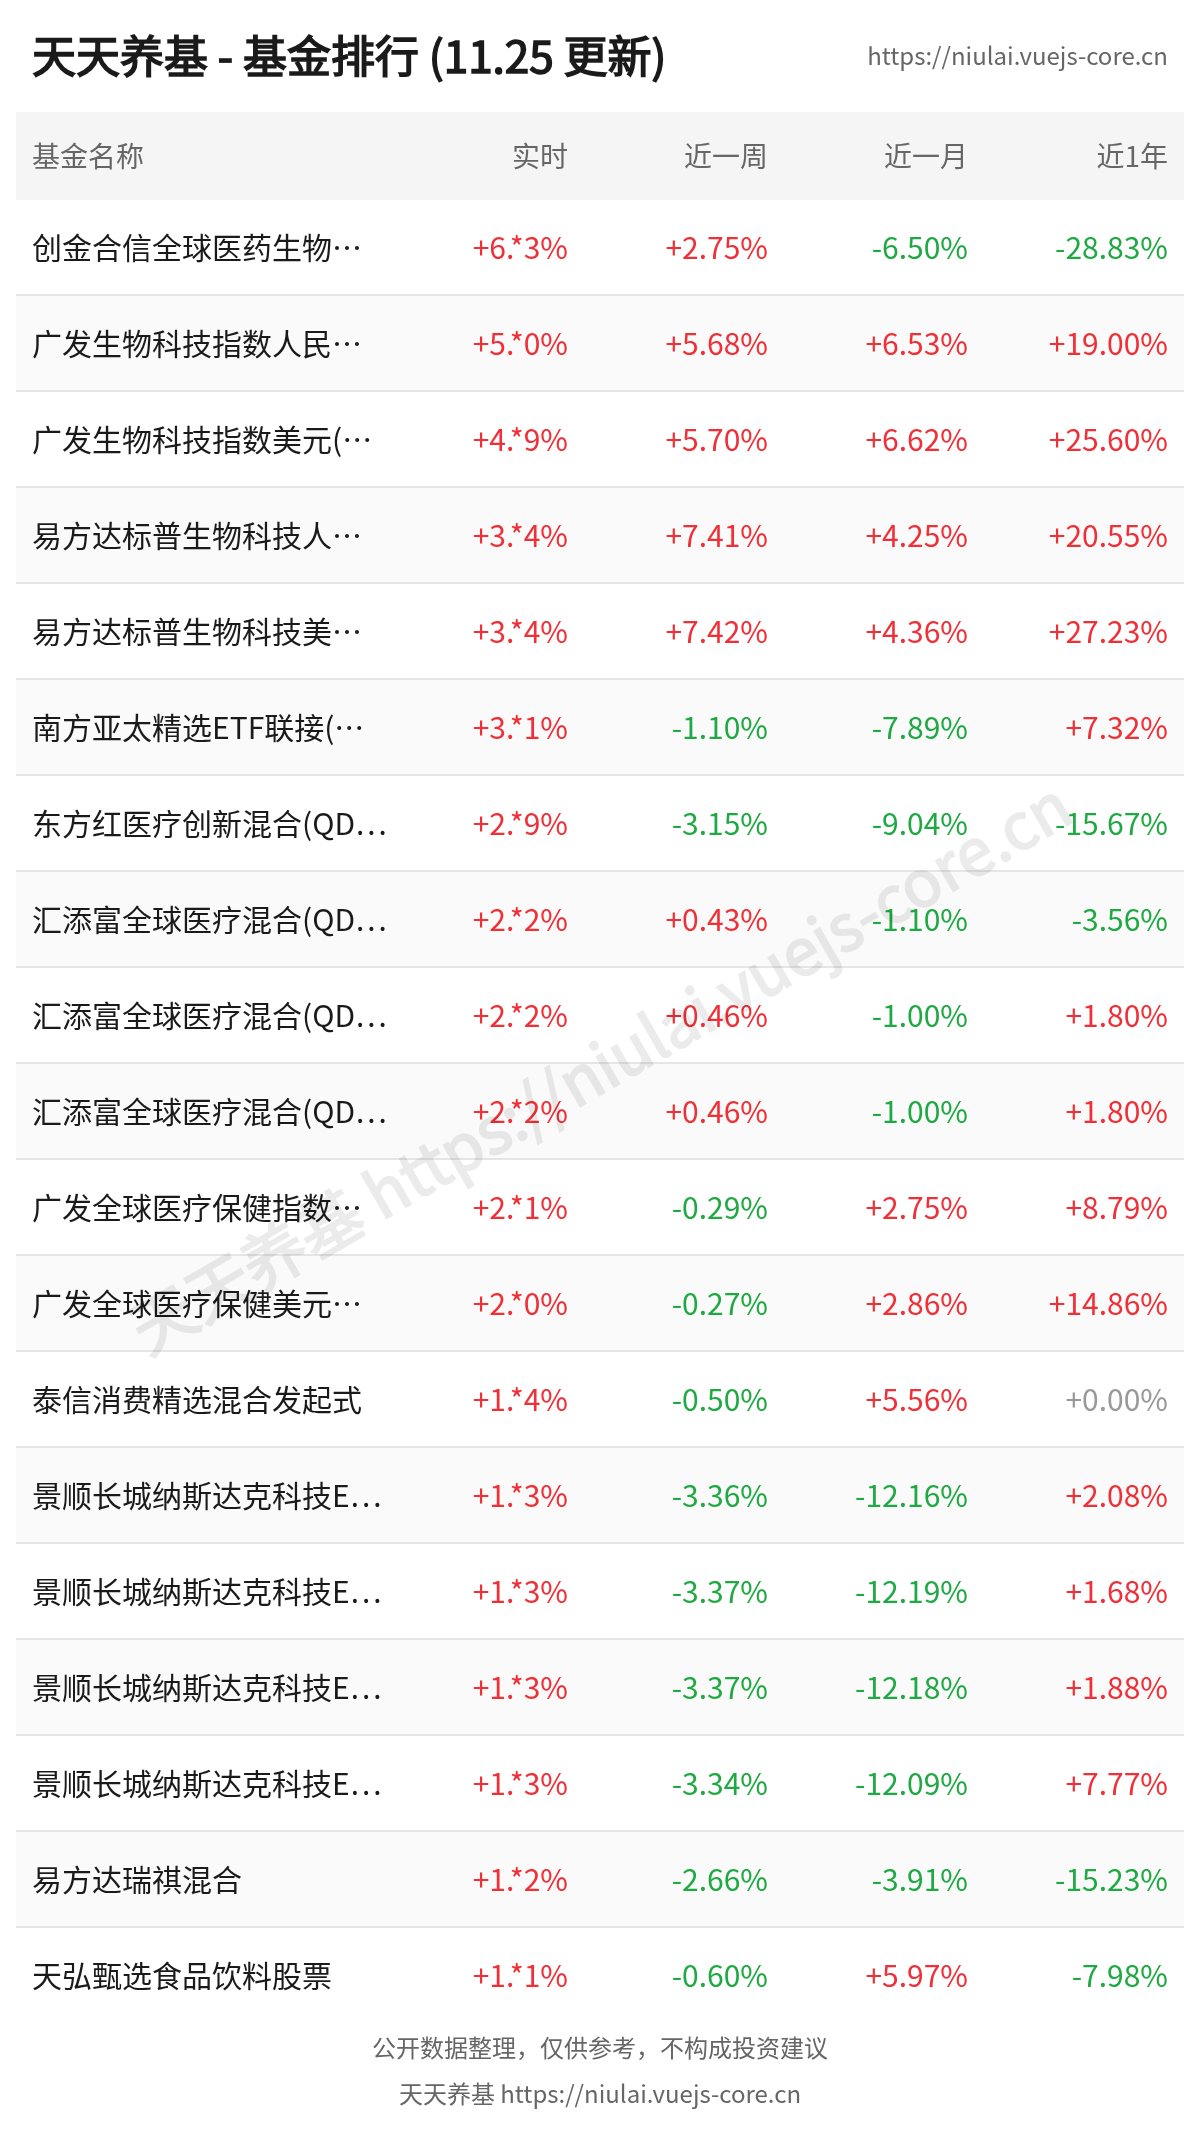 天天养基 - 基金排行 (11.25 更新) https://niulai.vuejs-core.cn
基金名称 实时 近一周 近一月 近1年
创金合信全球医药生物… +6.*3% +2.75% -6.50% -28.83%
广发生物科技指数人民… +5.*0% +5.68% +6.53% +19.00%
广发生物科技指数美元(… +4.*9% +5.70% +6.62% +25.60%
易方达标普生物科技人… +3.*4% +7.41% +4.25% +20.55%
易方达标普生物科技美… +3.*4% +7.42% +4.36% +27.23%
南方亚太精选ETF联接(… +3.*1% -1.10% -7.89% +7.32%
东方红医疗创新混合(QD… +2.*9% -3.15% -9.04% -15.67%
汇添富全球医疗混合(QD… +2.*2% +0.43% -1.10% -3.56%
汇添富全球医疗混合(QD… +2.*2% +0.46% -1.00% +1.80%
汇添富全球医疗混合(QD… +2.*2% +0.46% -1.00% +1.80%
广发全球医疗保健指数… +2.*1% -0.29% +2.75% +8.79%
广发全球医疗保健美元… +2.*0% -0.27% +2.86% +14.86%
泰信消费精选混合发起式 +1.*4% -0.50% +5.56% +0.00%
景顺长城纳斯达克科技E… +1.*3% -3.36% -12.16% +2.08%
景顺长城纳斯达克科技E… +1.*3% -3.37% -12.19% +1.68%
景顺长城纳斯达克科技E… +1.*3% -3.37% -12.18% +1.88%
景顺长城纳斯达克科技E… +1.*3% -3.34% -12.09% +7.77%
易方达瑞祺混合 +1.*2% -2.66% -3.91% -15.23%
天弘甄选食品饮料股票 +1.*1% -0.60% +5.97% -7.98%
天天养基 https://niulai.vuejs-core.cn
公开数据整理，仅供参考，不构成投资建议
天天养基 https://niulai.vuejs-core.cn